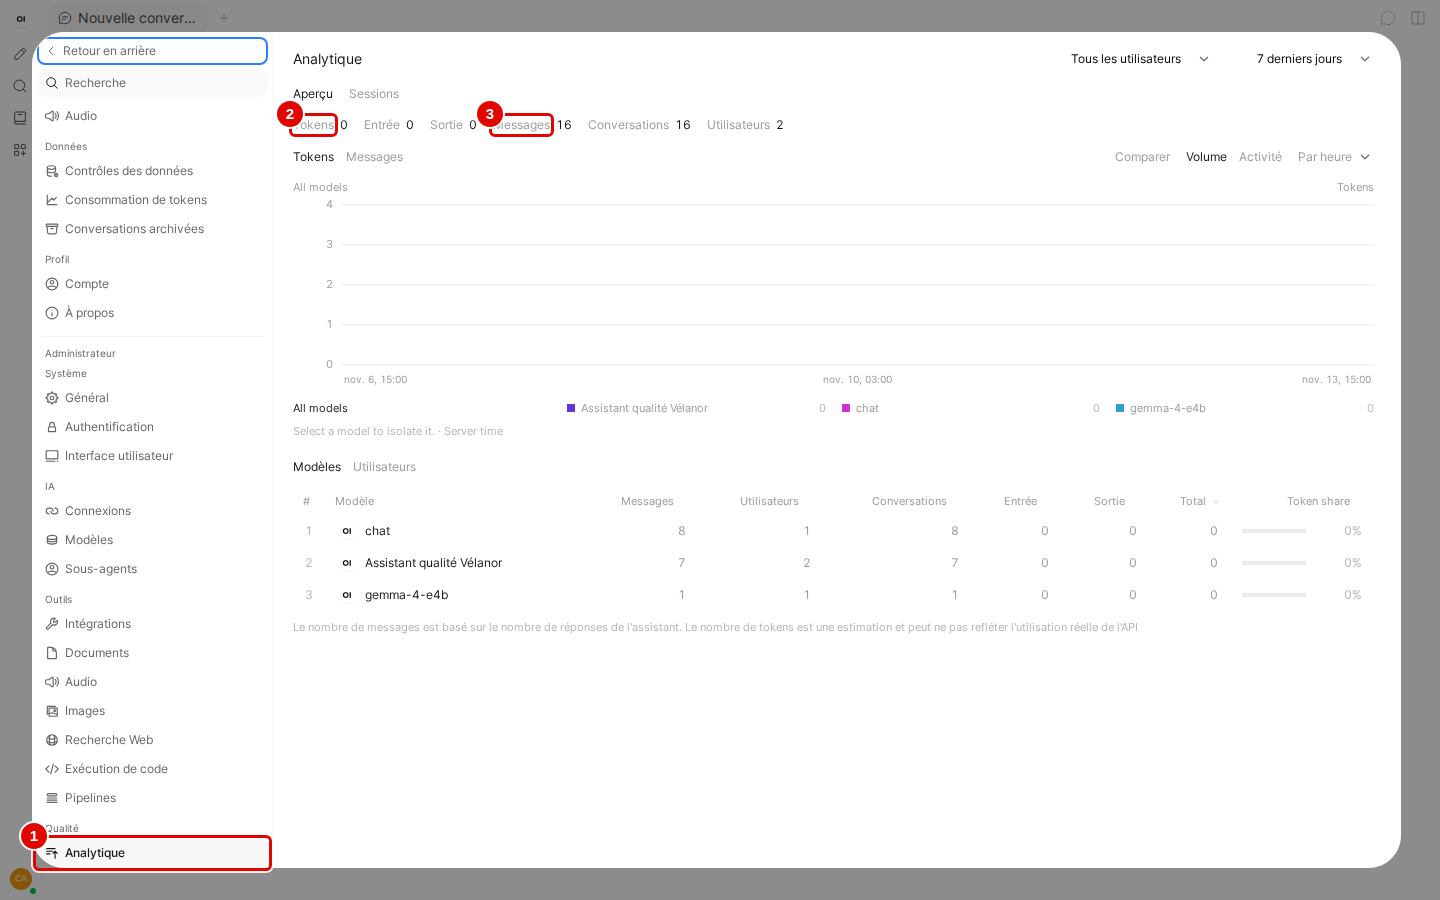 OI
Nouvelle conver...
Retour en arrière
Recherche
Audio
Données
Contrôles des données
Consommation de tokens
Conversations archivées
Profil
Compte
À propos
Administrateur
Système
Général
Authentification
Interface utilisateur
IA
Connexions
Modèles
Sous-agents
Outils
Intégrations
Documents
Audio
Images
Recherche Web
Exécution de code
Pipelines
Qualité
1
Analytique
CA
Analytique
Tous les utilisateurs
7 derniers jours
Aperçu Sessions
2 3
Tokens 0 Entrée 0 Sortie 0 Messages 16 Conversations 16 Utilisateurs 2
Tokens Messages
Comparer Volume Activité Par heure
All models Tokens
4
3
2
1
0
nov. 6, 15:00 nov. 10, 03:00 nov. 13, 15:00
All models Assistant qualité Vélanor 0 chat 0 gemma-4-e4b 0
Select a model to isolate it. · Server time
Modèles Utilisateurs
# Modèle Messages Utilisateurs Conversations Entrée Sortie Total Token share
1 OI chat 8 1 8 0 0 0 0%
2 OI Assistant qualité Vélanor 7 2 7 0 0 0 0%
3 OI gemma-4-e4b 1 1 1 0 0 0 0%
Le nombre de messages est basé sur le nombre de réponses de l'assistant. Le nombre de tokens est une estimation et peut ne pas refléter l'utilisation réelle de l'API